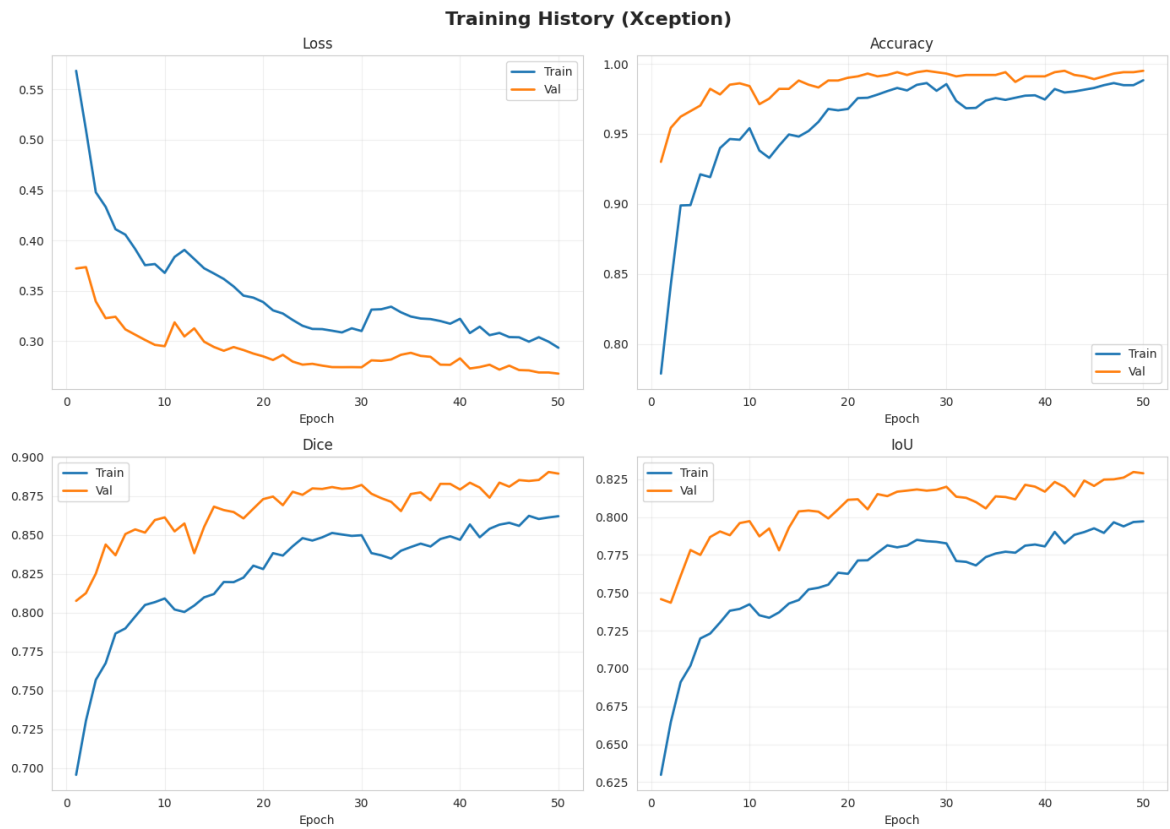 Training History (Xception)
Loss
Train
Val
0.55
0.50
0.45
0.40
0.35
0.30
0 10 20 30 40 50
Epoch
Accuracy
1.00
0.95
0.90
0.85
0.80
Train
Val
0 10 20 30 40 50
Epoch
Dice
Train
Val
0.900
0.875
0.850
0.825
0.800
0.775
0.750
0.725
0.700
0 10 20 30 40 50
Epoch
IoU
Train
Val
0.825
0.800
0.775
0.750
0.725
0.700
0.675
0.650
0.625
0 10 20 30 40 50
Epoch